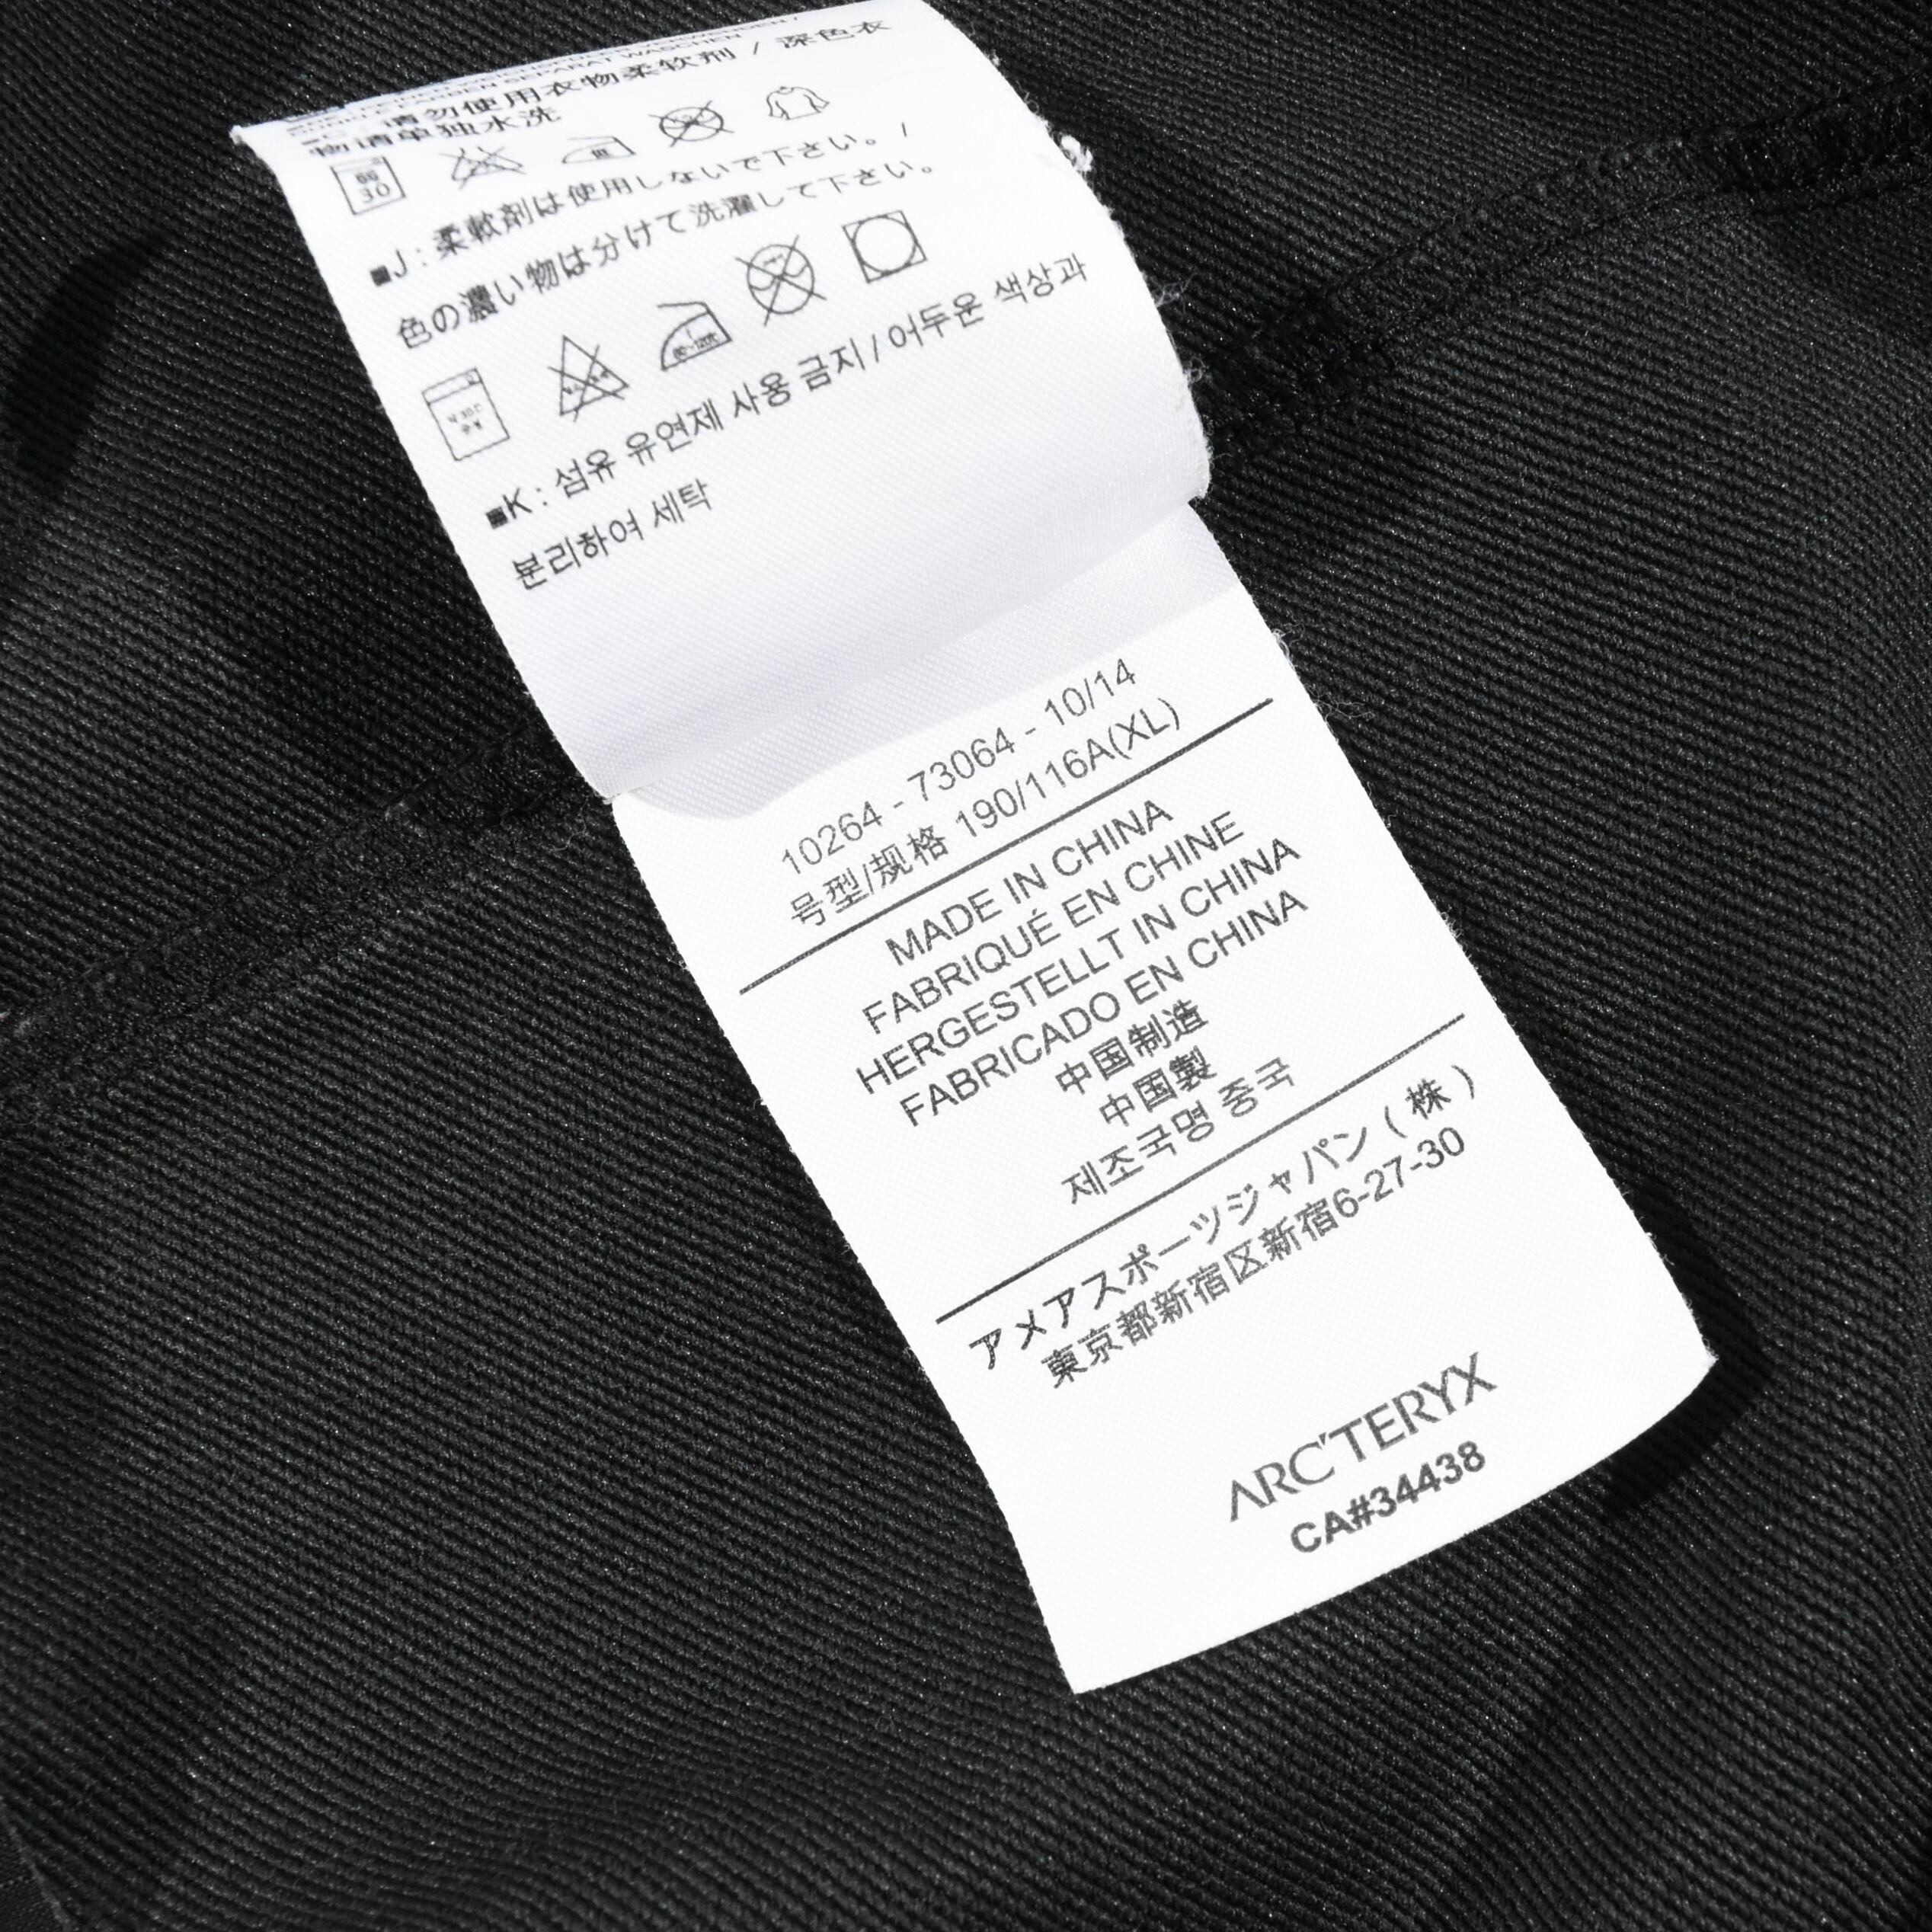 请勿使用衣物柔软剂 / 深色衣
物请单独水洗
弱
30
■J : 柔軟剤は使用しないで下さい。 /
色の濃い物は分けて洗濯して下さい。
■K : 섬유 유연제 사용 금지 / 어두운 색상과
분리하여 세탁
10264 - 73064 - 10/14
号型/规格 190/116A(XL)
MADE IN CHINA
FABRIQUÉ EN CHINE
HERGESTELLT IN CHINA
FABRICADO EN CHINA
中国制造
中国製
제조국명 중국
アメアスポーツジャパン ( 株 )
東京都新宿区新宿6-27-30
ARC'TERYX
CA#34438